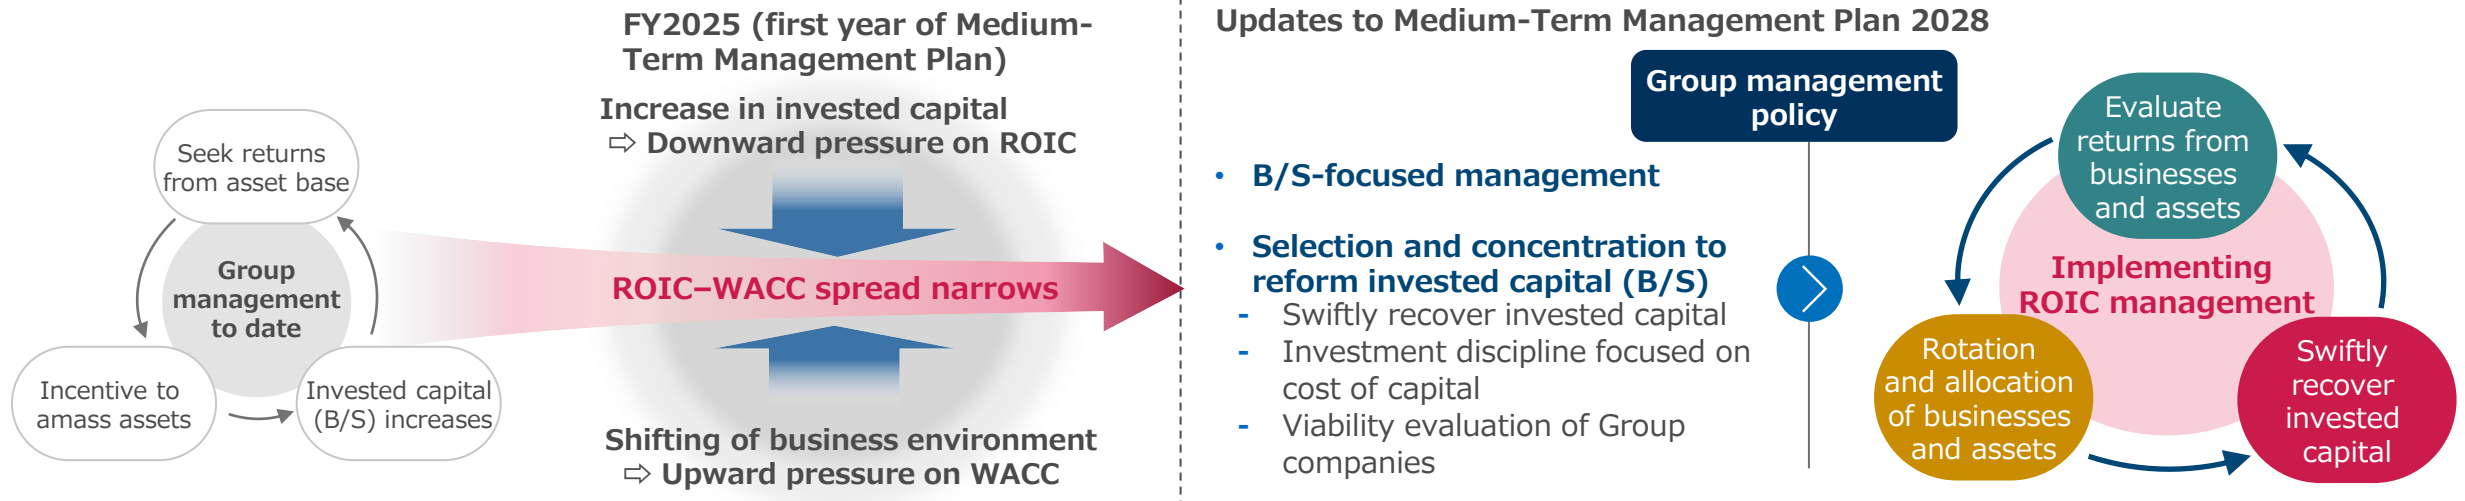 FY2025 (first year of Medium-
Term Management Plan)
Increase in invested capital
⇨ Downward pressure on ROIC
Seek returns
from asset base
Group
management
to date
Incentive to
amass assets
Invested capital
(B/S) increases
ROIC–WACC spread narrows
Shifting of business environment
⇨ Upward pressure on WACC
Updates to Medium-Term Management Plan 2028
Group management
policy
• B/S-focused management
• Selection and concentration to
reform invested capital (B/S)
- Swiftly recover invested capital
- Investment discipline focused on
cost of capital
- Viability evaluation of Group
companies
Evaluate
returns from
businesses
and assets
Implementing
ROIC management
Rotation
and allocation
of businesses
and assets
Swiftly
recover
invested
capital